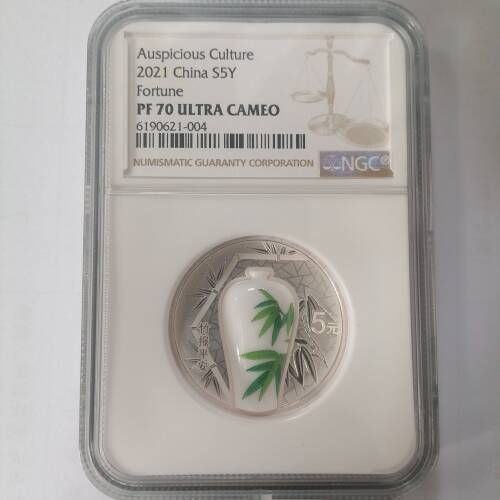 Auspicious Culture
2021 China S5Y
Fortune
PF 70 ULTRA CAMEO
6190621-004
NUMISMATIC GUARANTY CORPORATION
NGC
竹报平安
5元